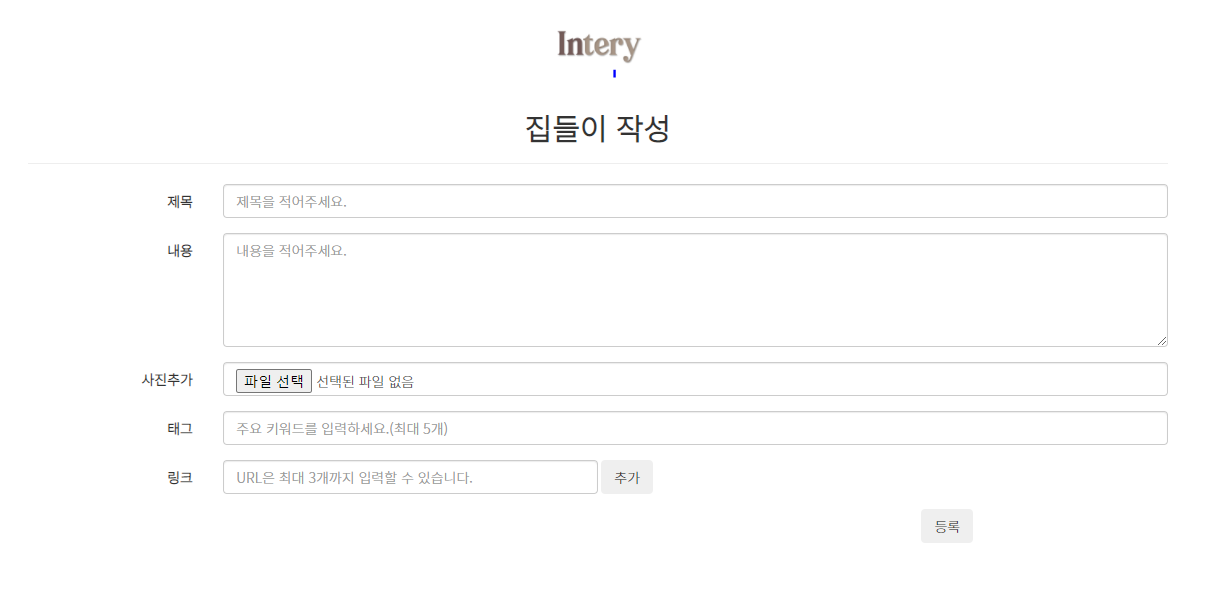 Intery
집들이 작성
제목 제목을 적어주세요.
내용 내용을 적어주세요.
사진추가 파일 선택 선택된 파일 없음
태그 주요 키워드를 입력하세요.(최대 5개)
링크 URL은 최대 3개까지 입력할 수 있습니다. 추가
등록